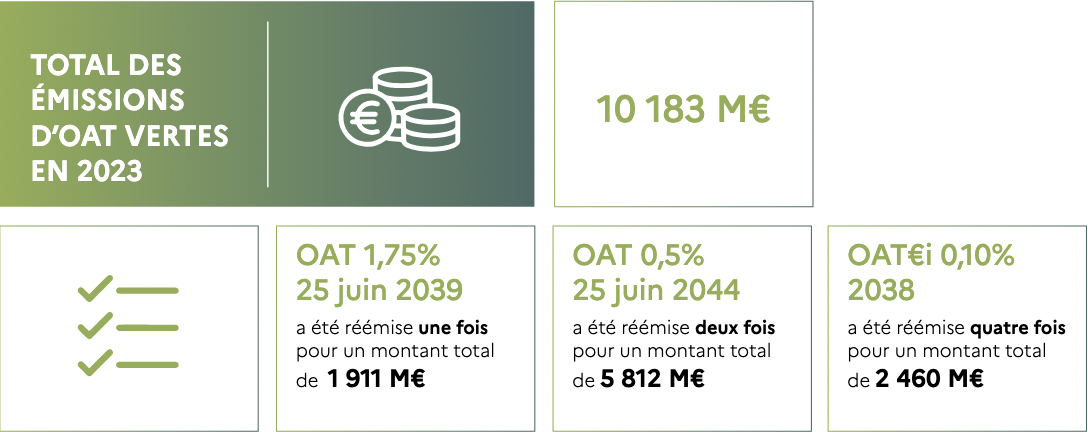 TOTAL DES
ÉMISSIONS
D'OAT VERTES
EN 2023
€
10 183 M€
OAT 1,75%
25 juin 2039
a été réémise une fois
pour un montant total
de 1 911 M€
OAT 0,5%
25 juin 2044
a été réémise deux fois
pour un montant total
de 5 812 M€
OAT€i 0,10%
2038
a été réémise quatre fois
pour un montant total
de 2 460 M€